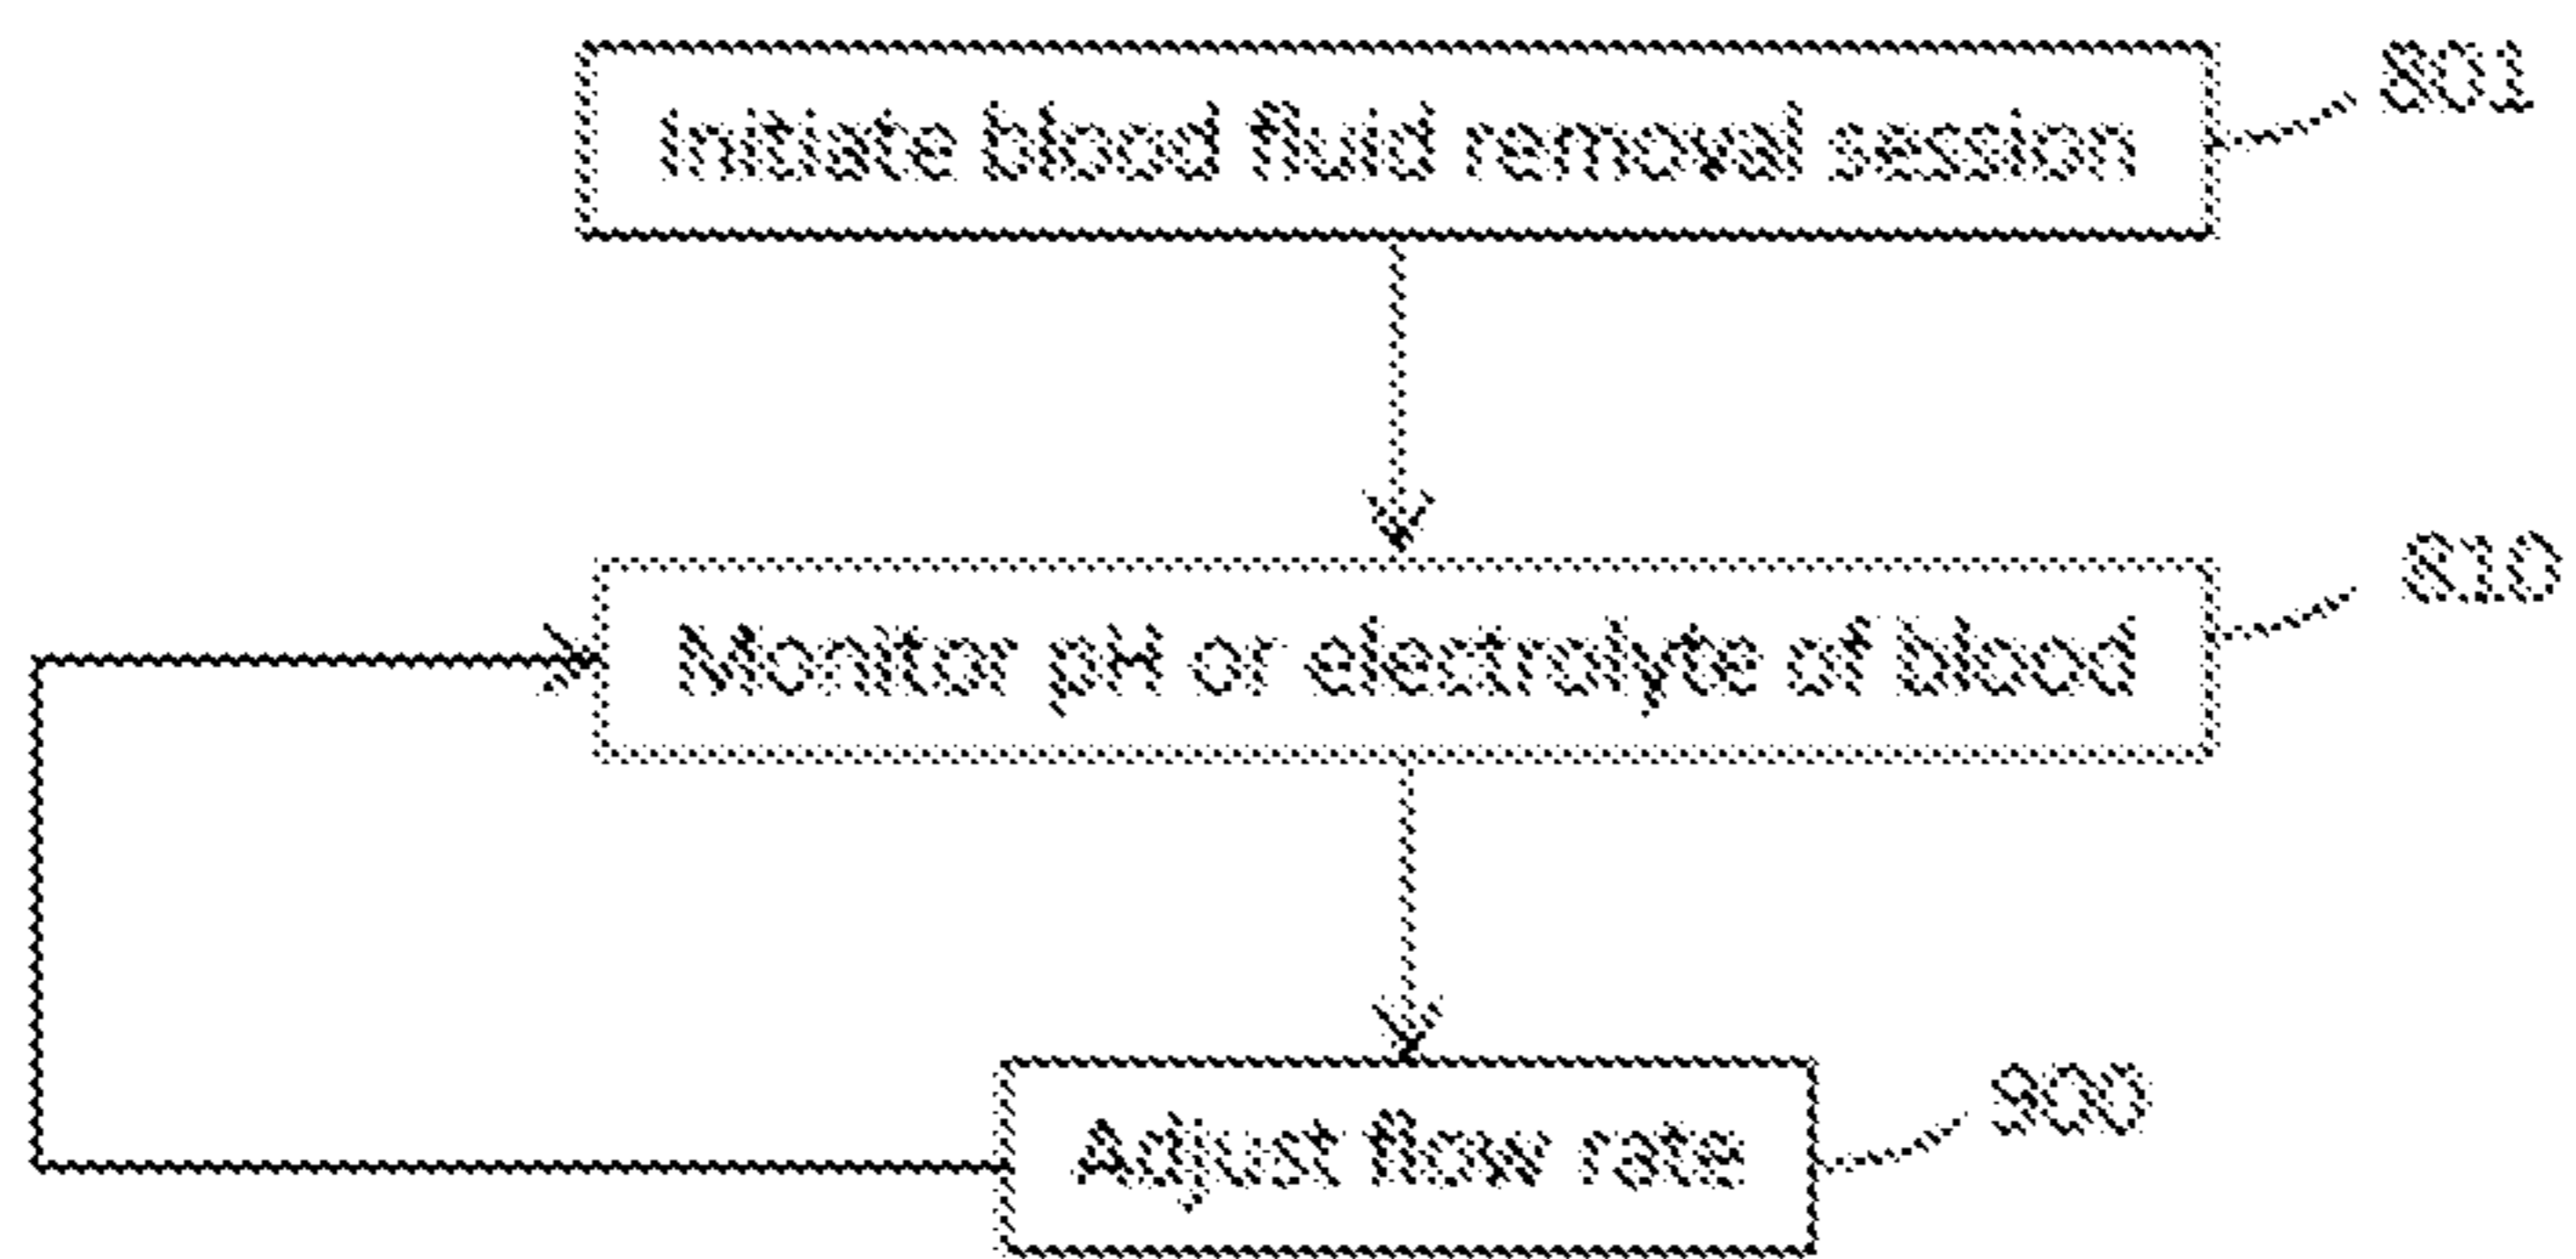 Initiate blood fluid removal session
801
Monitor pH or electrolyte of blood
810
Adjust flow rate
900